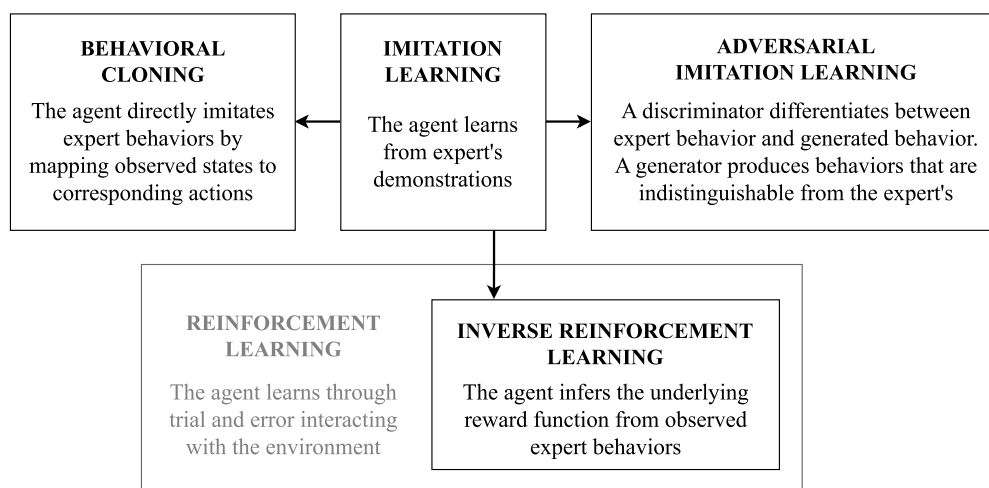 BEHAVIORAL
CLONING
The agent directly imitates
expert behaviors by
mapping observed states to
corresponding actions
IMITATION
LEARNING
The agent learns
from expert's
demonstrations
ADVERSARIAL
IMITATION LEARNING
A discriminator differentiates between
expert behavior and generated behavior.
A generator produces behaviors that are
indistinguishable from the expert's
REINFORCEMENT
LEARNING
The agent learns through
trial and error interacting
with the environment
INVERSE REINFORCEMENT
LEARNING
The agent infers the underlying
reward function from observed
expert behaviors